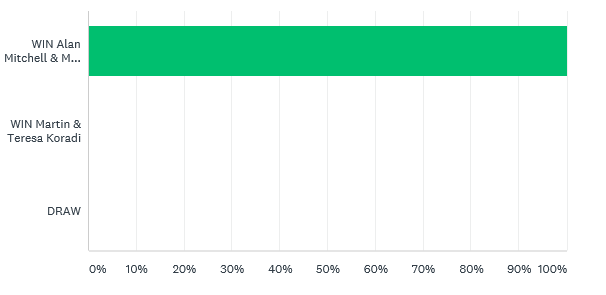 WIN Alan
Mitchell & M...
WIN Martin &
Teresa Koradi
DRAW
0% 10% 20% 30% 40% 50% 60% 70% 80% 90% 100%